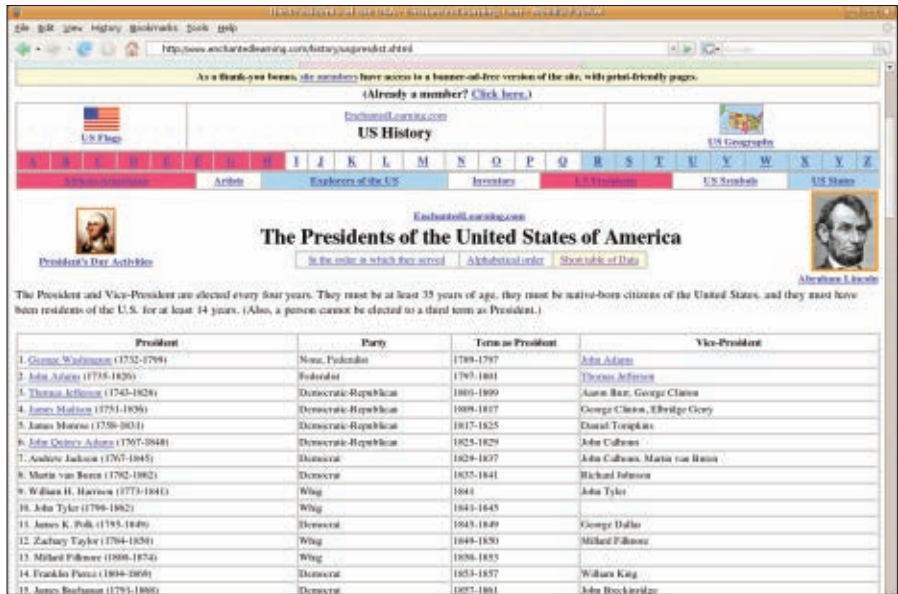 File Edit View History Bookmarks Tools Help
http://www.enchantedlearning.com/history/us/pres/list.shtml
As a thank-you bonus, site members have access to a banner-ad-free version of the site, with print-friendly pages.
(Already a member? Click here.)
US Flags
EnchantedLearning.com
US History
US Geography
A B C D E F G H I J K L M N O P Q R S T U V W X Y Z
African-Americans Artists Explorers of the US Inventors US Presidents US Symbols US States
President's Day Activities
EnchantedLearning.com
The Presidents of the United States of America
In the order in which they served Alphabetical order Short table of Data
Abraham Lincoln
The President and Vice-President are elected every four years. They must be at least 35 years of age, they must be native-born citizens of the United States, and they must have
been residents of the U.S. for at least 14 years. (Also, a person cannot be elected to a third term as President.)
President Party Term as President Vice-President
1. George Washington (1732-1799) None, Federalist 1789-1797 John Adams
2. John Adams (1735-1826) Federalist 1797-1801 Thomas Jefferson
3. Thomas Jefferson (1743-1826) Democratic-Republican 1801-1809 Aaron Burr, George Clinton
4. James Madison (1751-1836) Democratic-Republican 1809-1817 George Clinton, Elbridge Gerry
5. James Monroe (1758-1831) Democratic-Republican 1817-1825 Daniel Tompkins
6. John Quincy Adams (1767-1848) Democratic-Republican 1825-1829 John Calhoun
7. Andrew Jackson (1767-1845) Democrat 1829-1837 John Calhoun, Martin van Buren
8. Martin van Buren (1782-1862) Democrat 1837-1841 Richard Johnson
9. William H. Harrison (1773-1841) Whig 1841 John Tyler
10. John Tyler (1790-1862) Whig 1841-1845
11. James K. Polk (1795-1849) Democrat 1845-1849 George Dallas
12. Zachary Taylor (1784-1850) Whig 1849-1850 Millard Fillmore
13. Millard Fillmore (1800-1874) Whig 1850-1853
14. Franklin Pierce (1804-1869) Democrat 1853-1857 William King
15. James Buchanan (1791-1868) Democrat 1857-1861 John Breckinridge